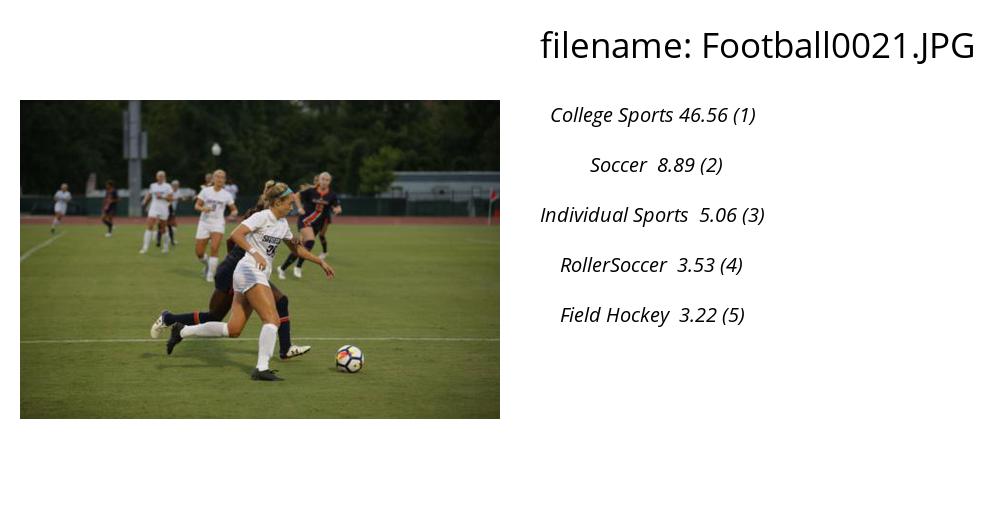 filename: Football0021.JPG
College Sports 46.56 (1)
Soccer 8.89 (2)
Individual Sports 5.06 (3)
RollerSoccer 3.53 (4)
Field Hockey 3.22 (5)